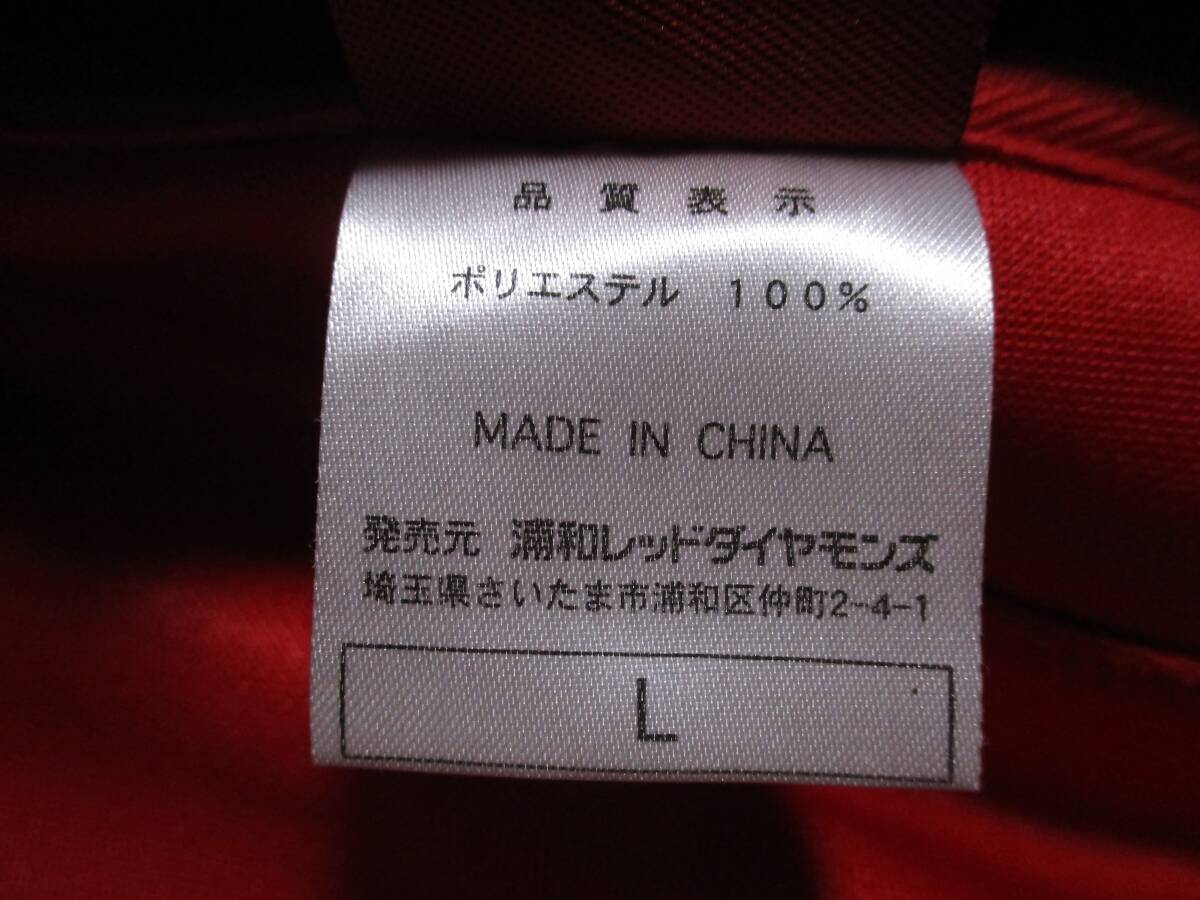 品質表示
ポリエステル 100%
MADE IN CHINA
発売元 浦和レッドダイヤモンズ
埼玉県さいたま市浦和区仲町2-4-1
L